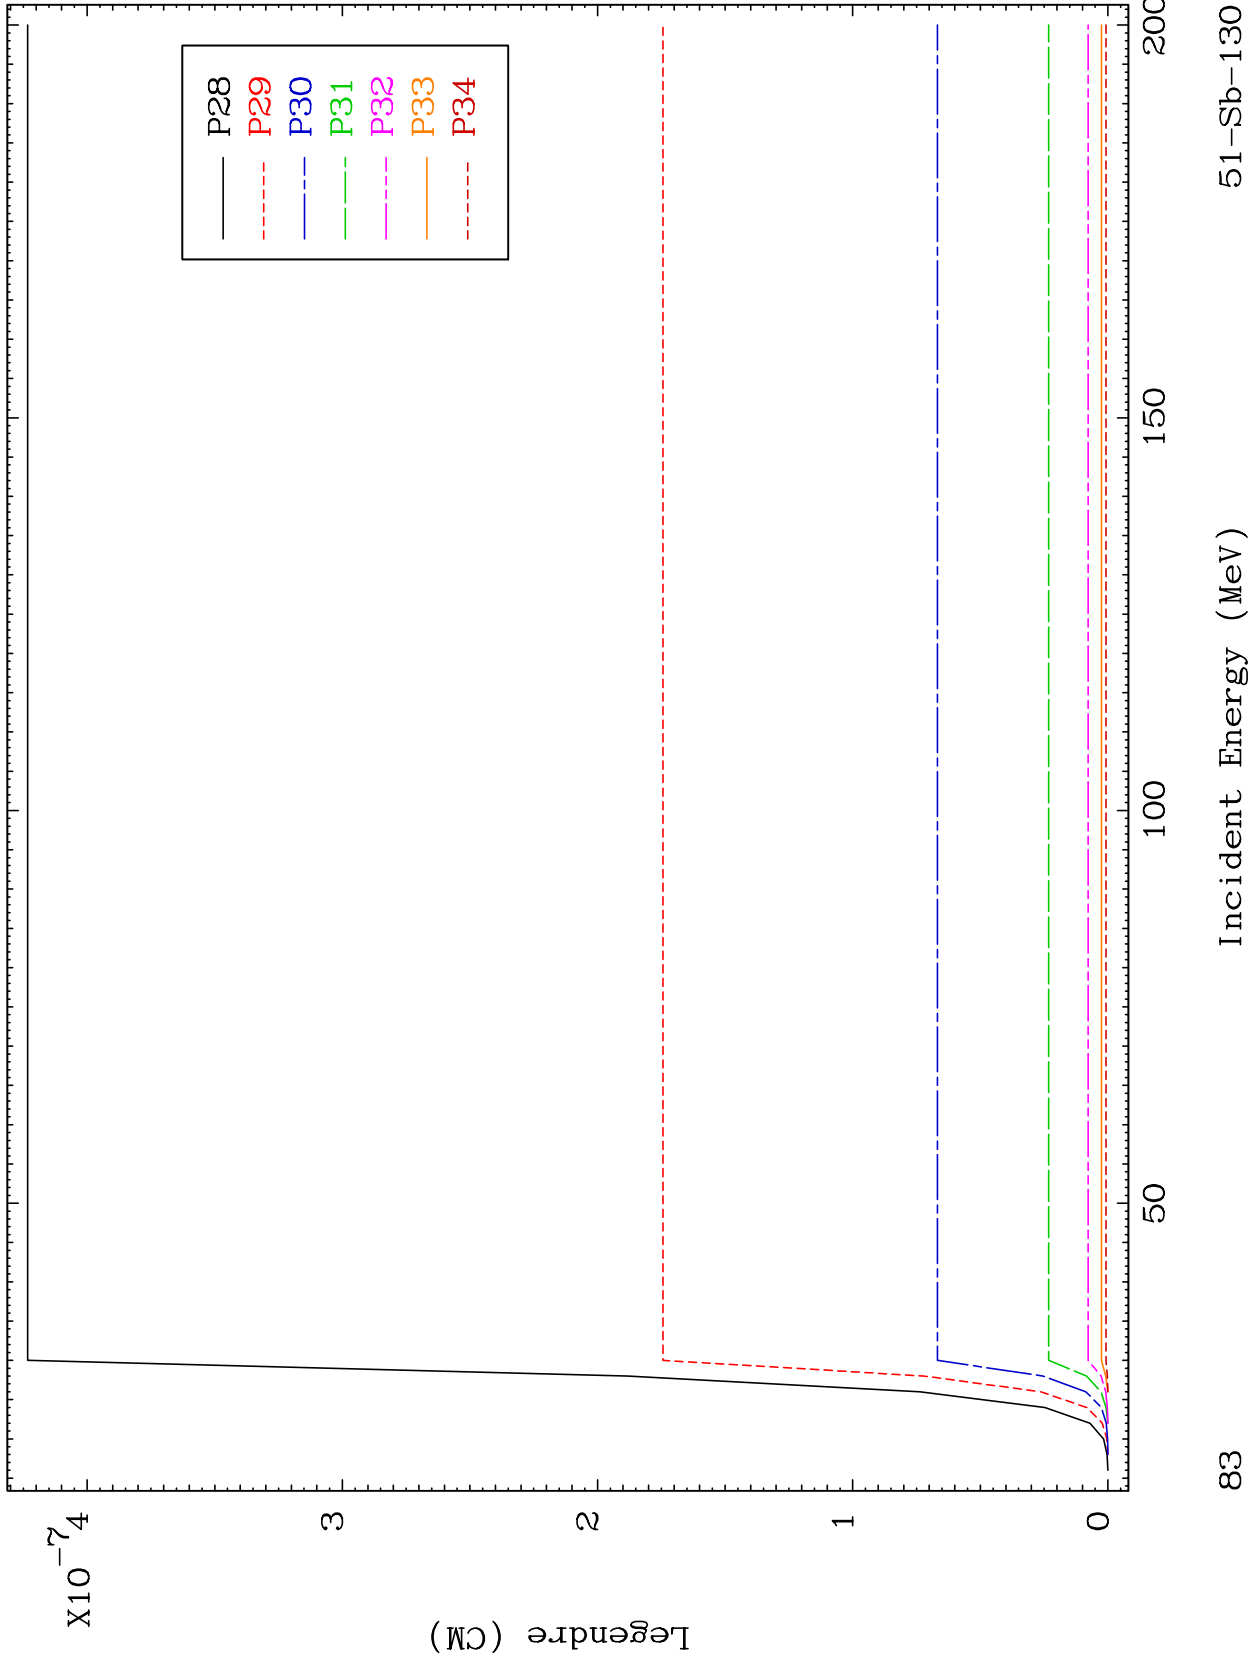 X10
-7
4
3
2
1
0
Legendre (CM)
P28
P29
P30
P31
P32
P33
P34
50
100
150
200
83
Incident Energy (MeV)
51-Sb-130